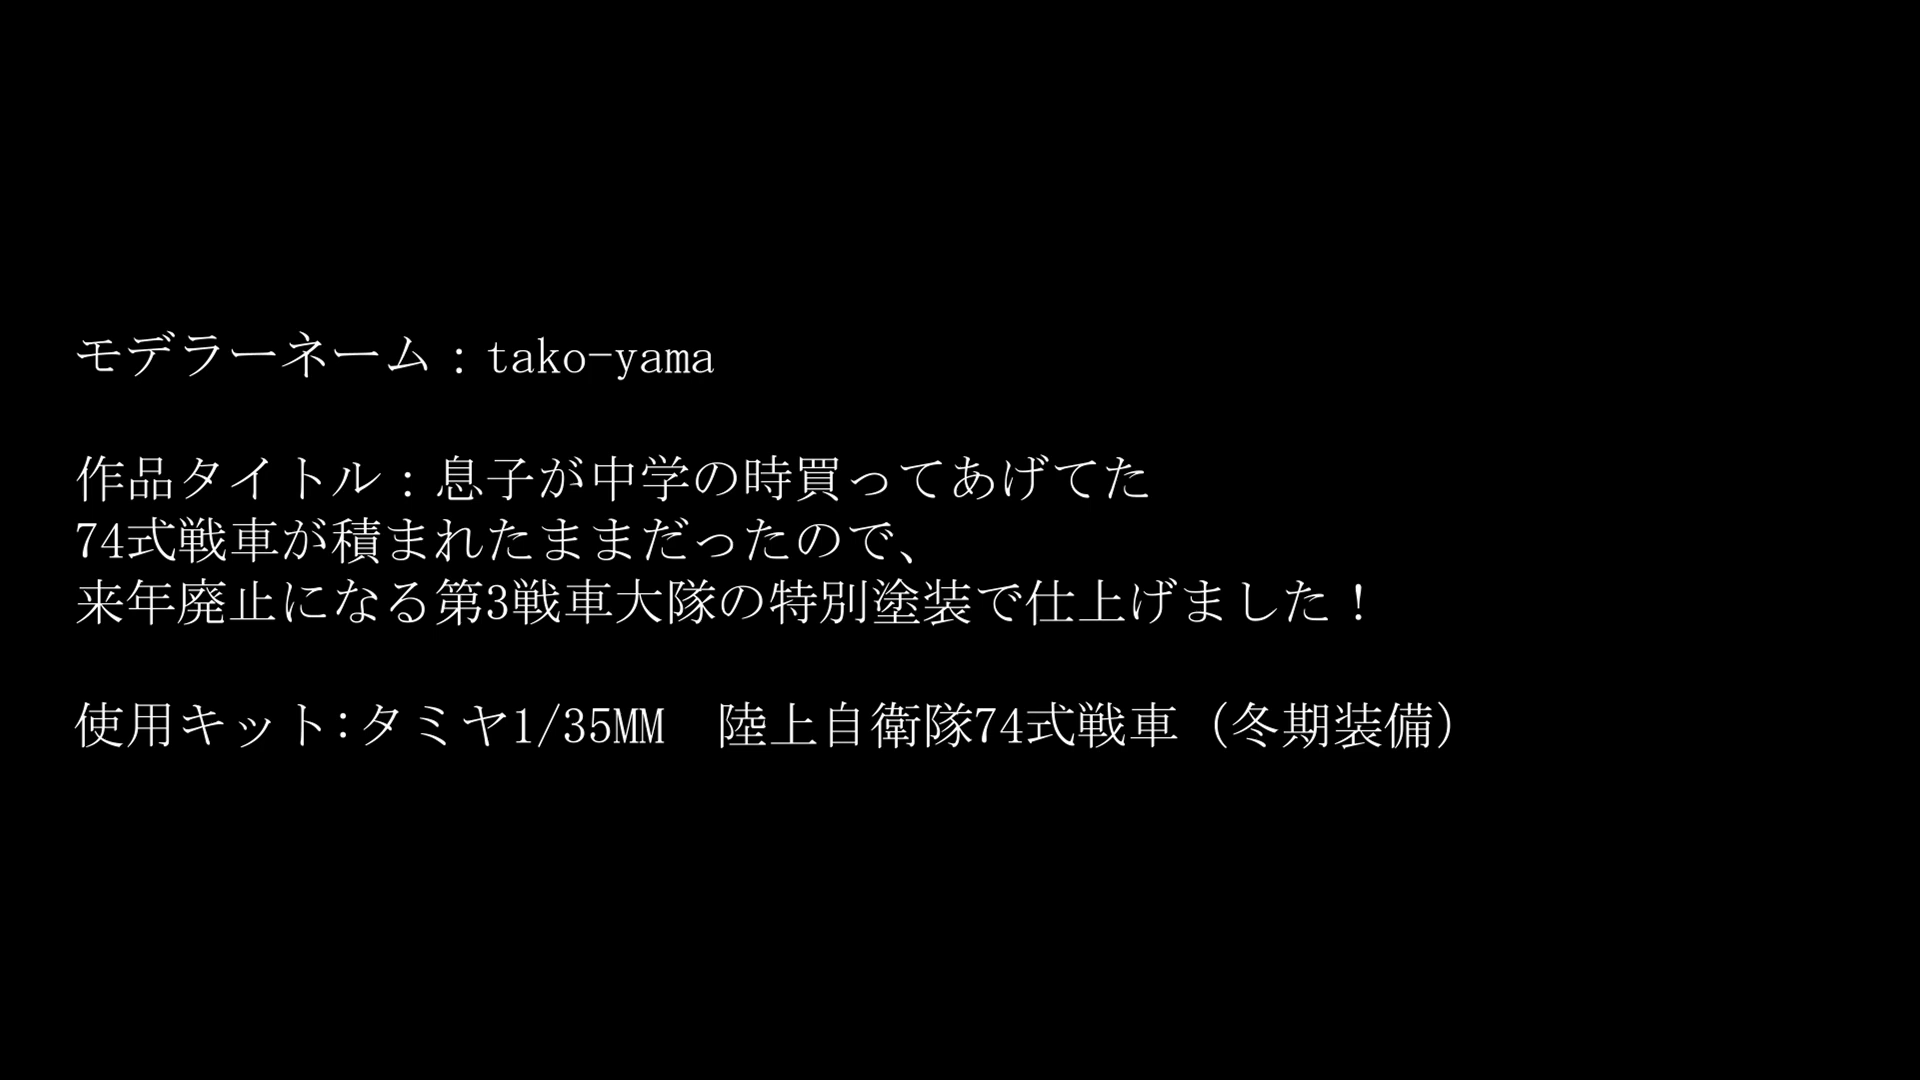 モデラーネーム：tako-yama
作品タイトル：息子が中学の時買ってあげてた
74式戦車が積まれたままだったので、
来年廃止になる第3戦車大隊の特別塗装で仕上げました！
使用キット:タミヤ1/35MM　陸上自衛隊74式戦車（冬期装備）